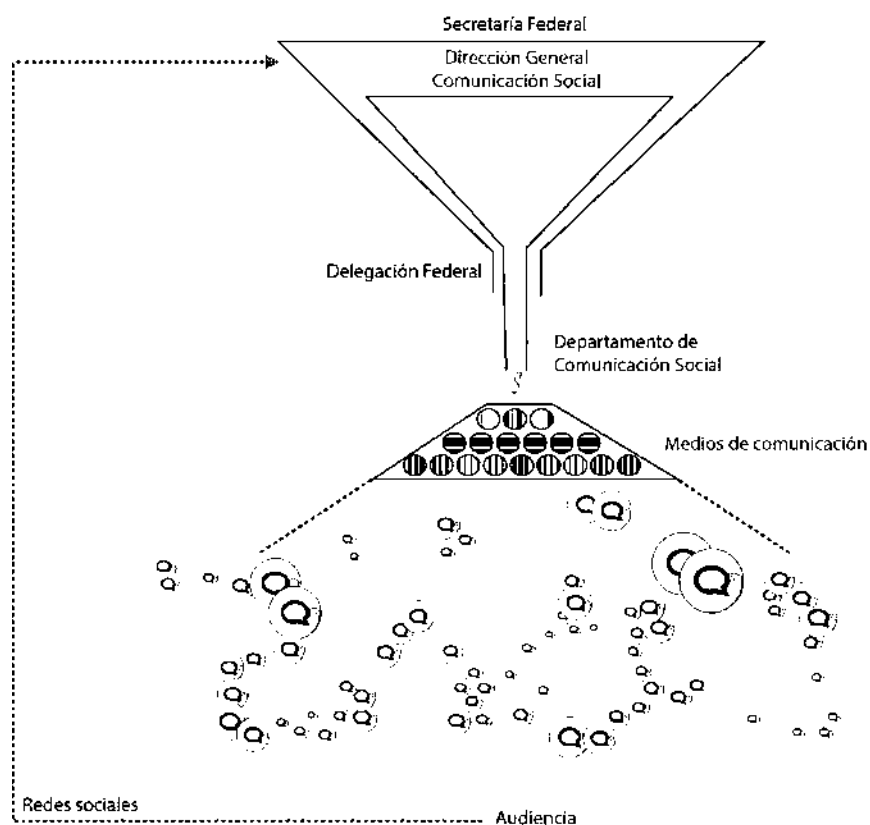 Secretaría Federal
Dirección General
Comunicación Social
Delegación Federal
Departamento de
Comunicación Social
Medios de comunicación
Redes sociales
Audiencia